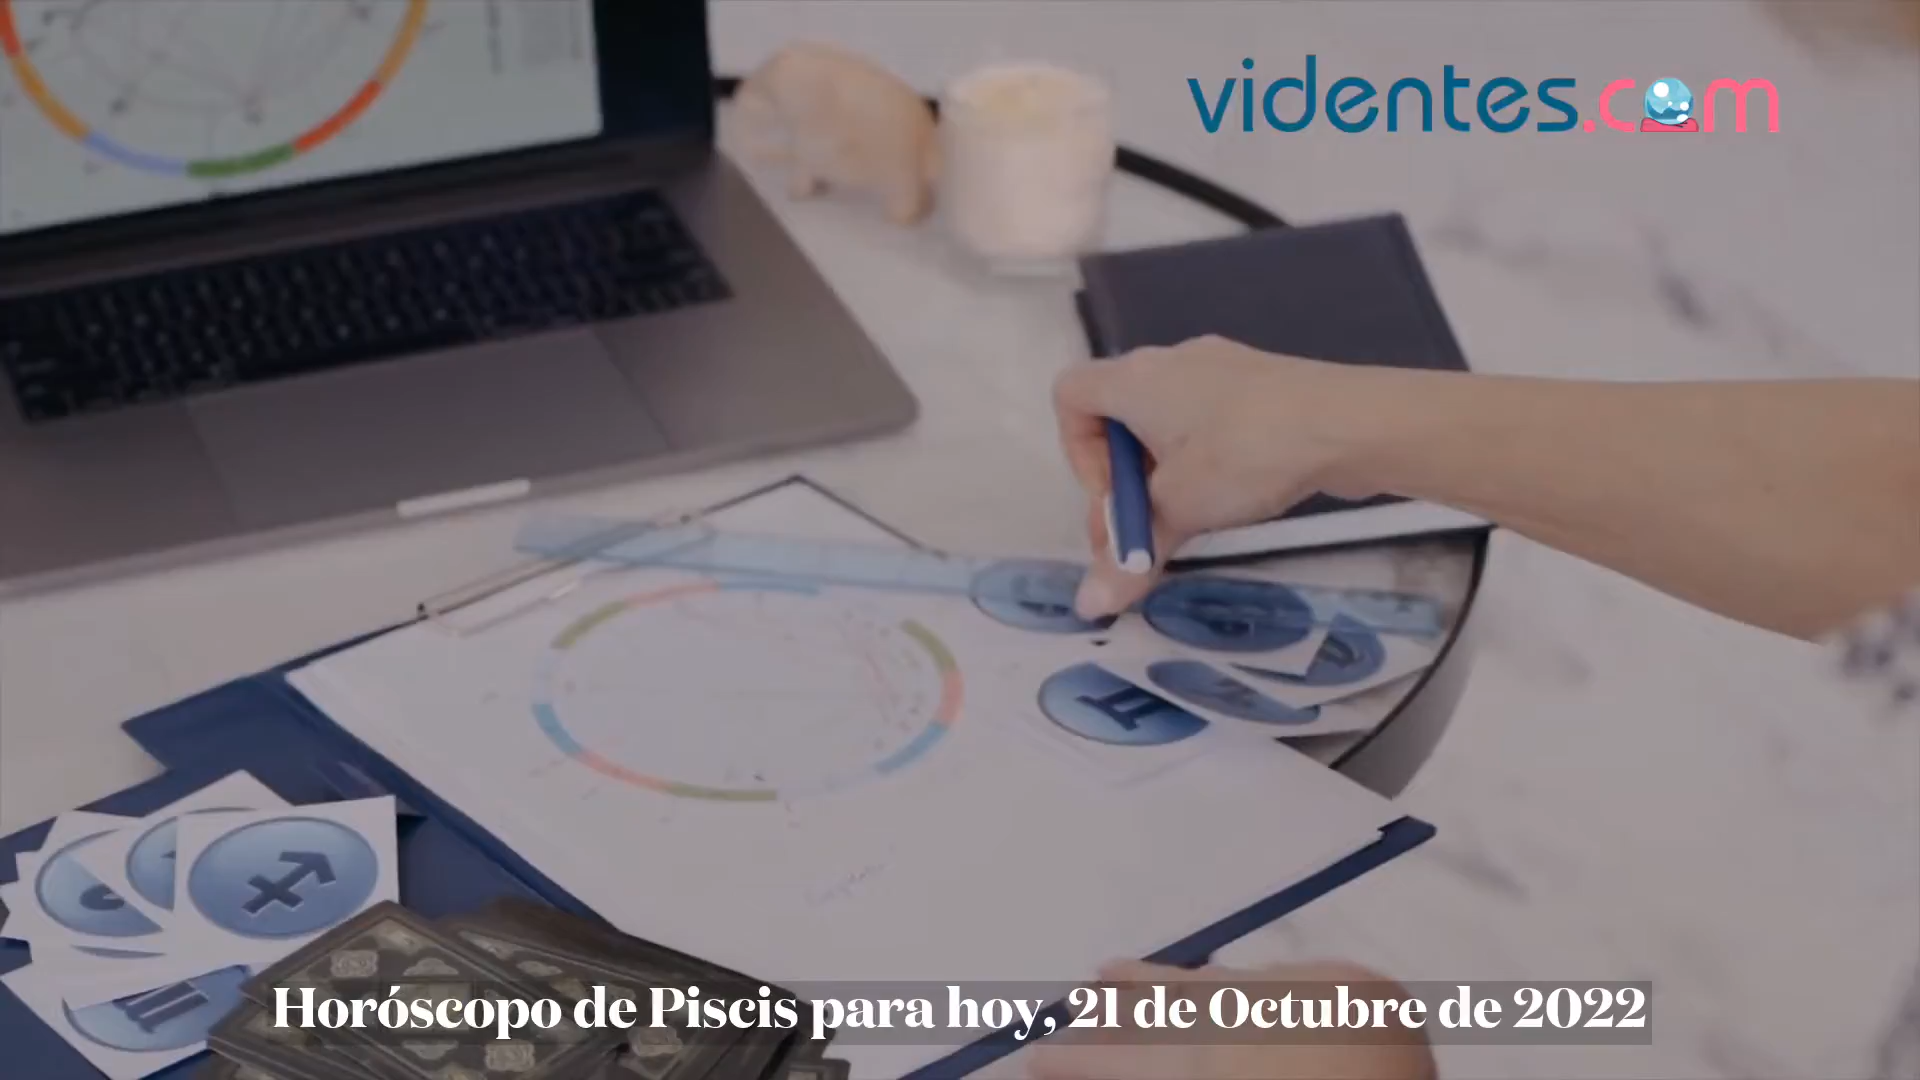 videntes.com
Horóscopo de Piscis para hoy, 21 de Octubre de 2022